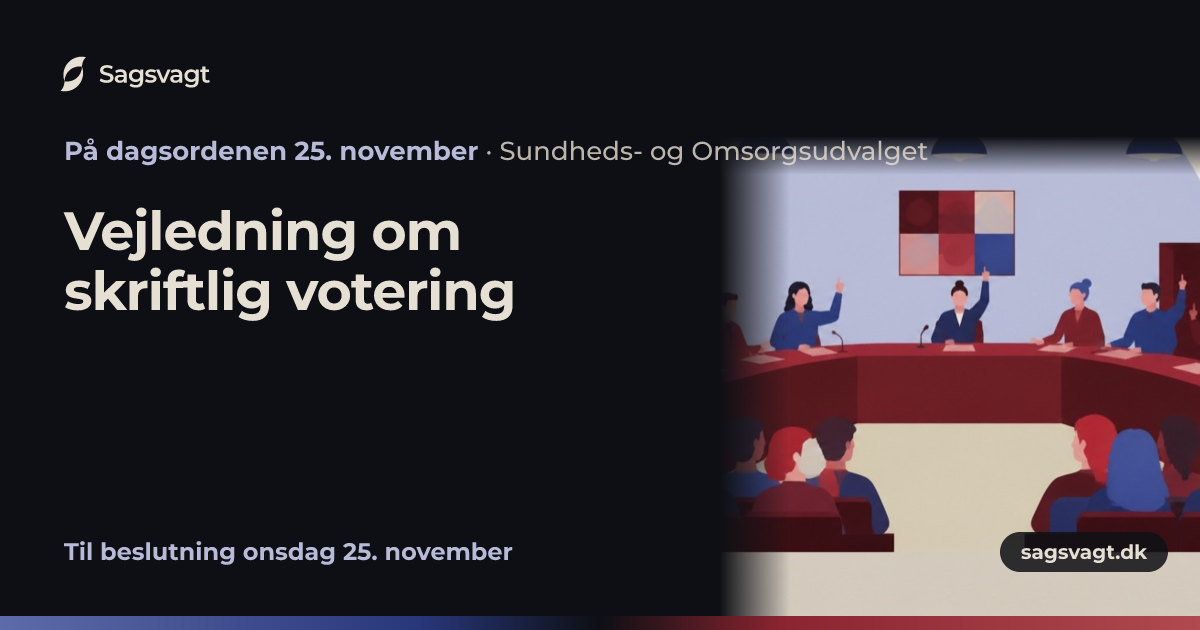 Sagsvagt
På dagsordenen 25. november · Sundheds- og Omsorgsudvalget
Vejledning om
skriftlig votering
Til beslutning onsdag 25. november
sagsvagt.dk